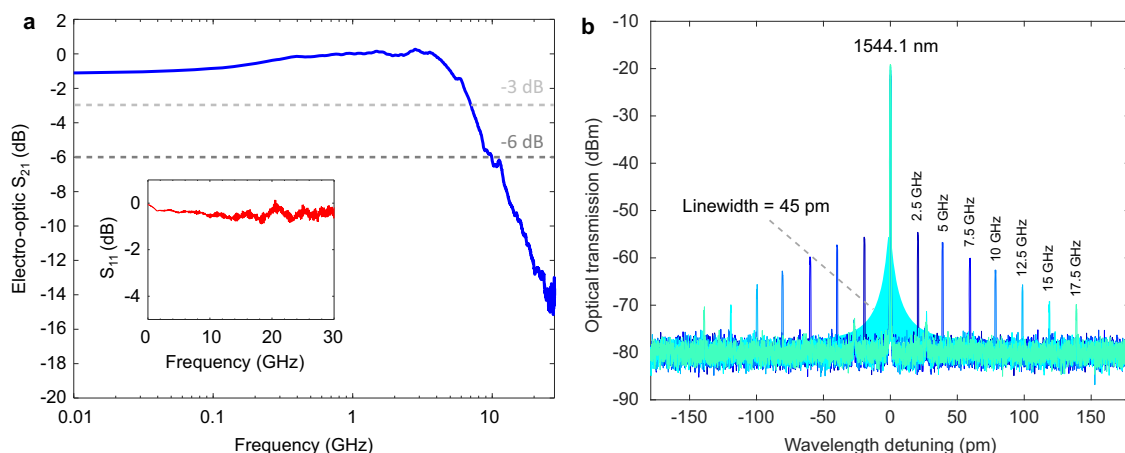 a
2
0
-2
-4
-6
-8
-10
-12
-14
-16
-18
-20
0.01
0.1
1
10
Frequency (GHz)
Electro-optic S21 (dB)
-3 dB
-6 dB
0
-2
-4
0
10
20
30
S11 (dB)
Frequency (GHz)
b
-10
-20
-30
-40
-50
-60
-70
-80
-90
-150
-100
-50
0
50
100
150
Wavelength detuning (pm)
Optical transmission (dBm)
1544.1 nm
Linewidth = 45 pm
2.5 GHz
5 GHz
7.5 GHz
10 GHz
12.5 GHz
15 GHz
17.5 GHz